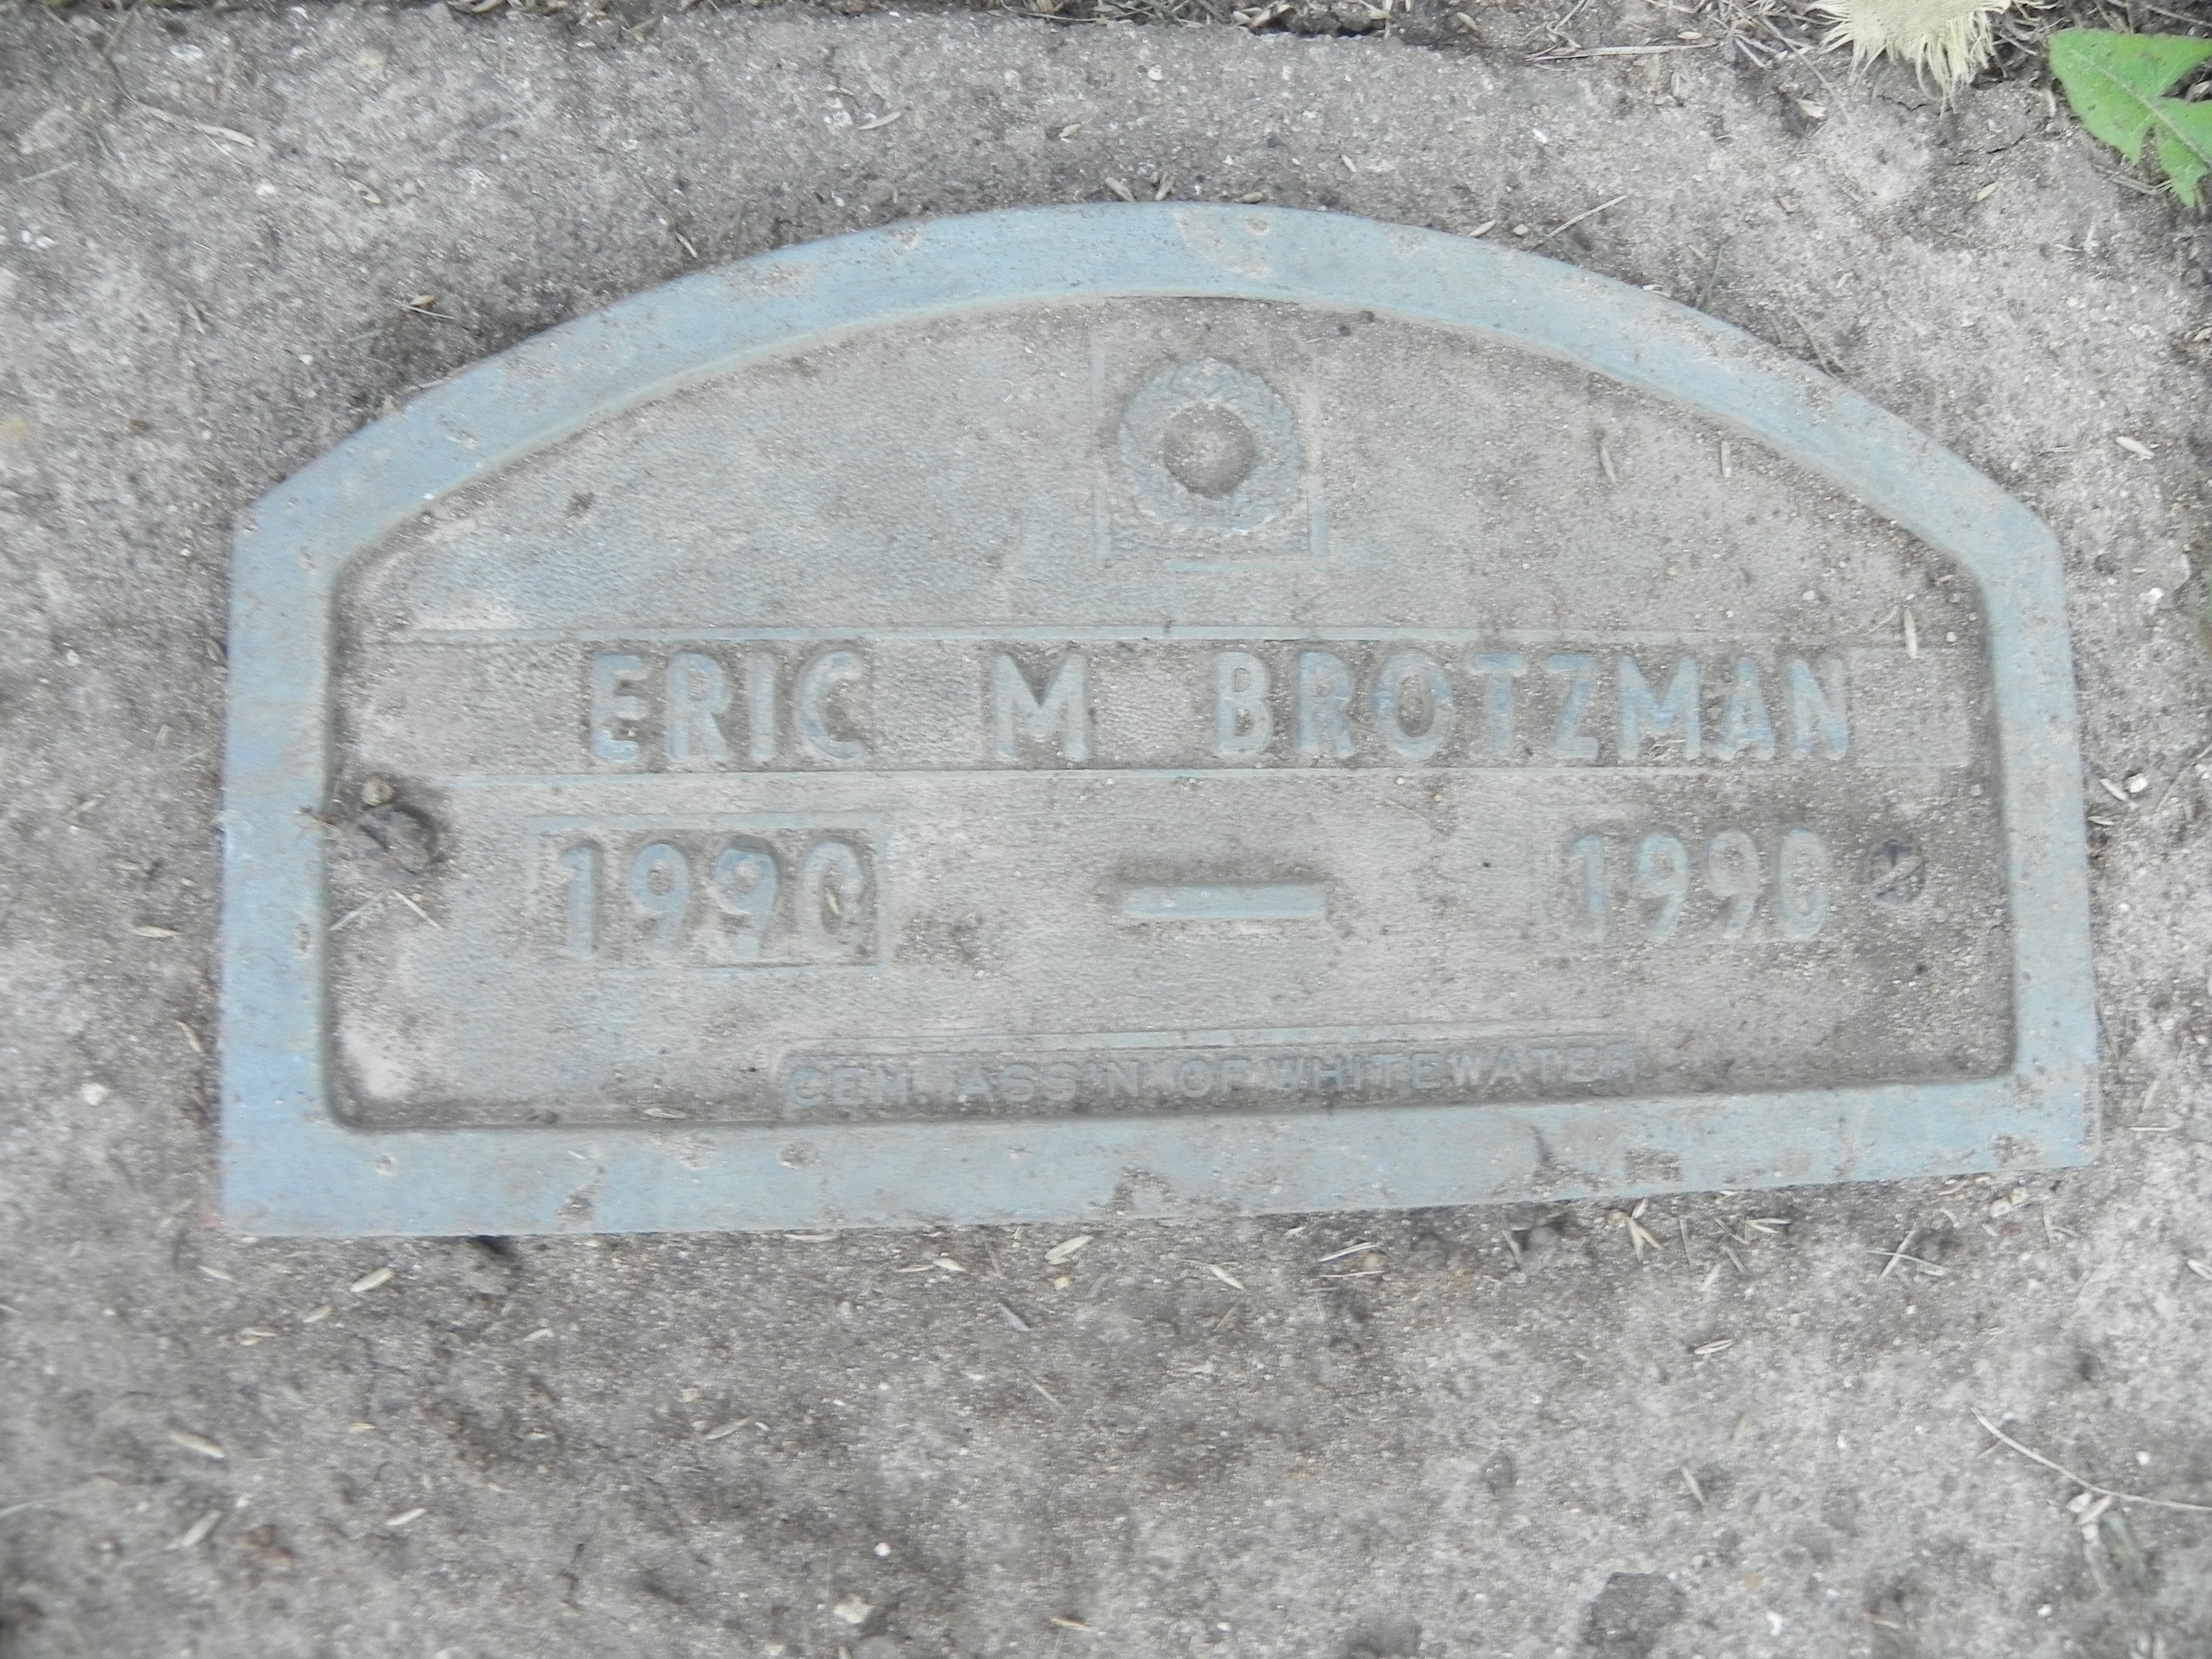 ERIC M BROTZMAN
1990 — 1990
CEM. ASS'N. OF WHITEWATER